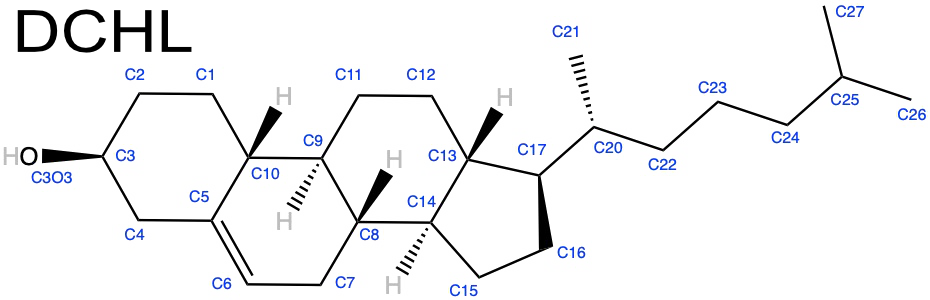 DCHL
C27
C21
C2 C1 C11 C12 C23
H H C25 C26
C9 C24
HO C3 C13 C17 C20
H C22
C3O3 C10
C5 C14
H C8
C4 C16
C6 C7 H
C15